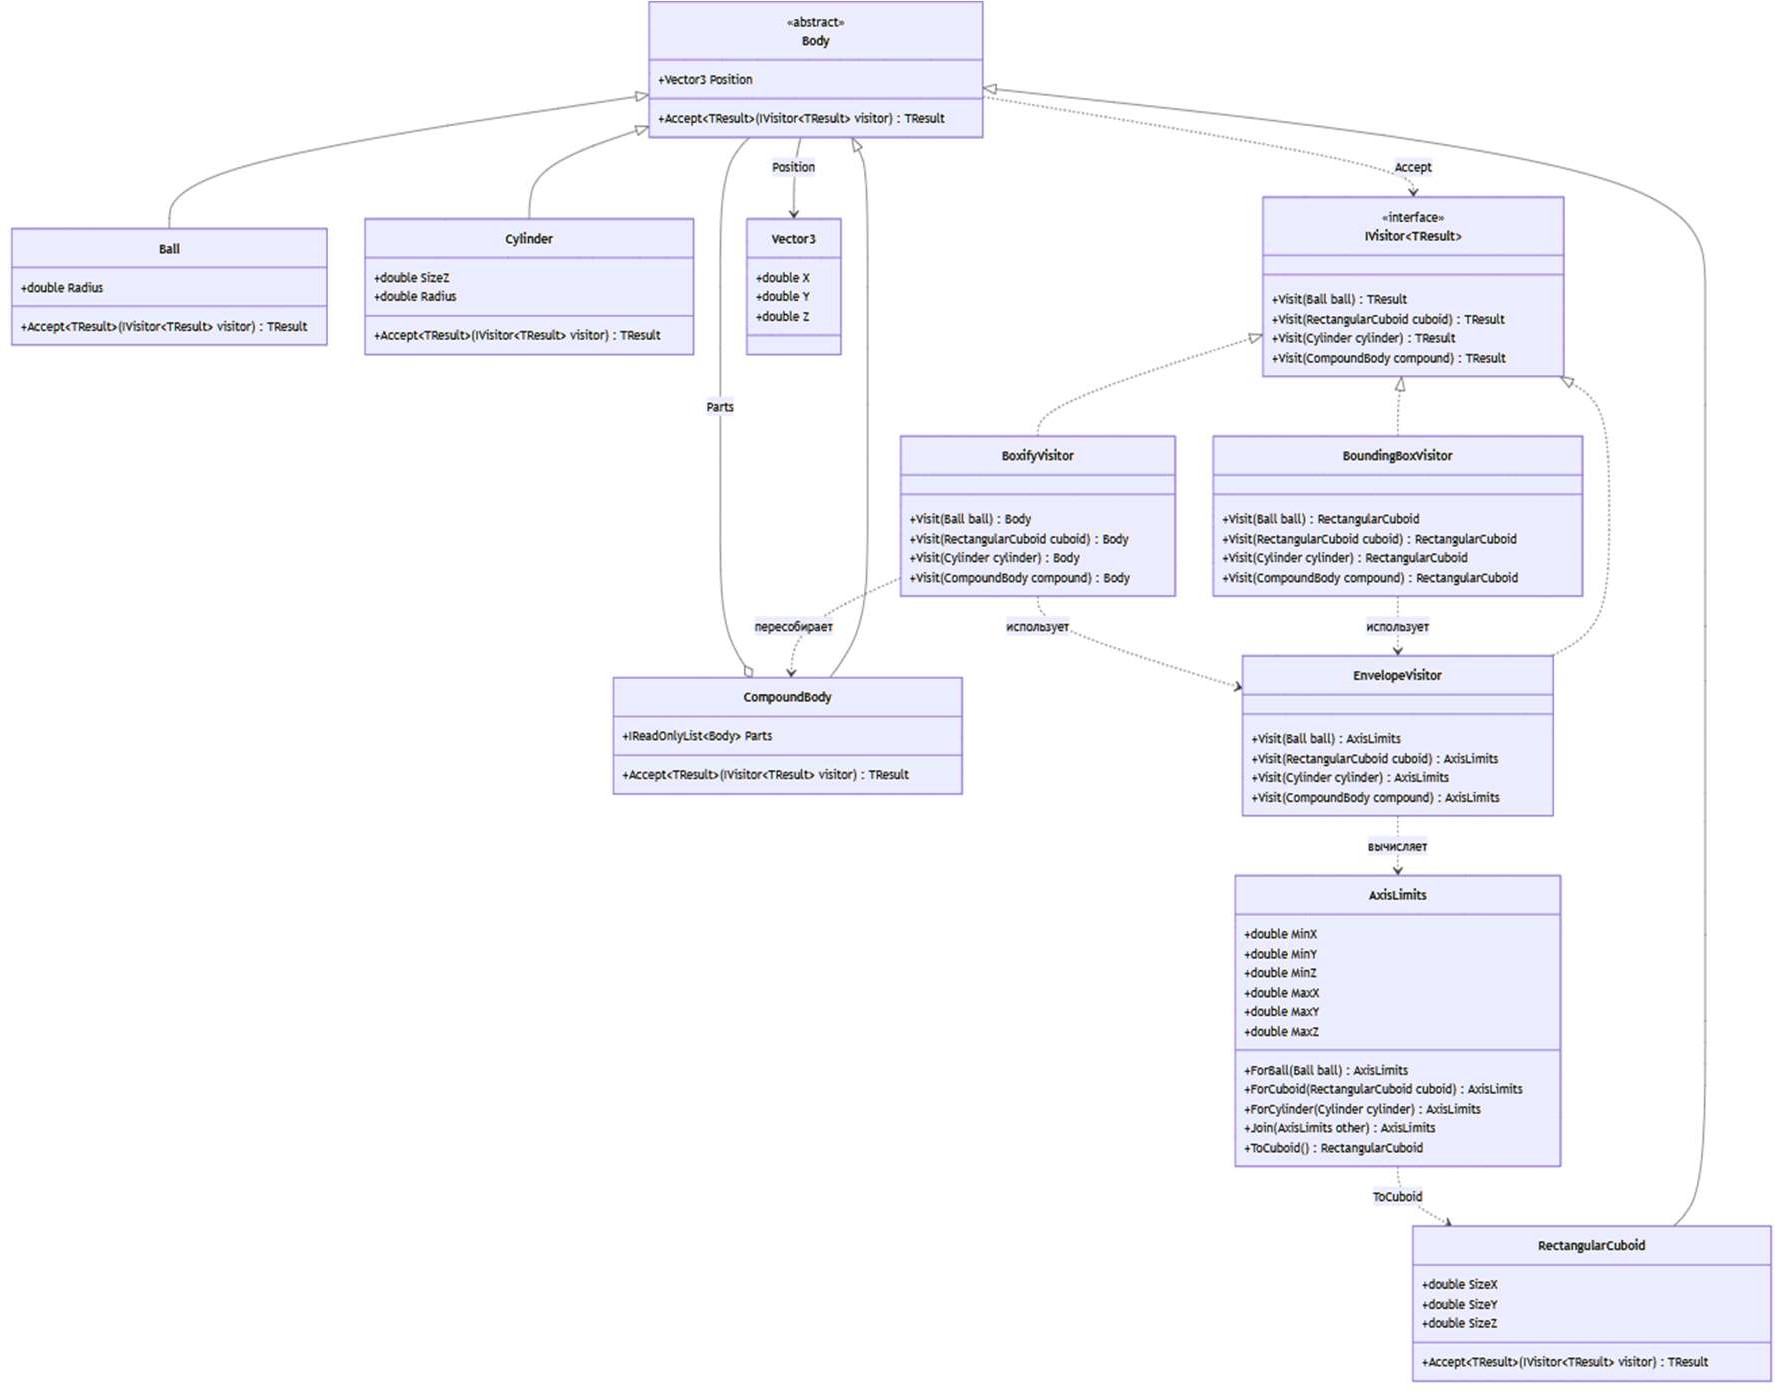 «abstract»
Body
+Vector3 Position
+Accept<TResult>(IVisitor<TResult> visitor) : TResult
Position
Accept
Ball
+double Radius
+Accept<TResult>(IVisitor<TResult> visitor) : TResult
Cylinder
+double SizeZ
+double Radius
+Accept<TResult>(IVisitor<TResult> visitor) : TResult
Vector3
+double X
+double Y
+double Z
«interface»
IVisitor<TResult>
+Visit(Ball ball) : TResult
+Visit(RectangularCuboid cuboid) : TResult
+Visit(Cylinder cylinder) : TResult
+Visit(CompoundBody compound) : TResult
Parts
BoxifyVisitor
+Visit(Ball ball) : Body
+Visit(RectangularCuboid cuboid) : Body
+Visit(Cylinder cylinder) : Body
+Visit(CompoundBody compound) : Body
BoundingBoxVisitor
+Visit(Ball ball) : RectangularCuboid
+Visit(RectangularCuboid cuboid) : RectangularCuboid
+Visit(Cylinder cylinder) : RectangularCuboid
+Visit(CompoundBody compound) : RectangularCuboid
пересобирает
использует
использует
CompoundBody
+IReadOnlyList<Body> Parts
+Accept<TResult>(IVisitor<TResult> visitor) : TResult
EnvelopeVisitor
+Visit(Ball ball) : AxisLimits
+Visit(RectangularCuboid cuboid) : AxisLimits
+Visit(Cylinder cylinder) : AxisLimits
+Visit(CompoundBody compound) : AxisLimits
вычисляет
AxisLimits
+double MinX
+double MinY
+double MinZ
+double MaxX
+double MaxY
+double MaxZ
+ForBall(Ball ball) : AxisLimits
+ForCuboid(RectangularCuboid cuboid) : AxisLimits
+ForCylinder(Cylinder cylinder) : AxisLimits
+Join(AxisLimits other) : AxisLimits
+ToCuboid() : RectangularCuboid
ToCuboid
RectangularCuboid
+double SizeX
+double SizeY
+double SizeZ
+Accept<TResult>(IVisitor<TResult> visitor) : TResult